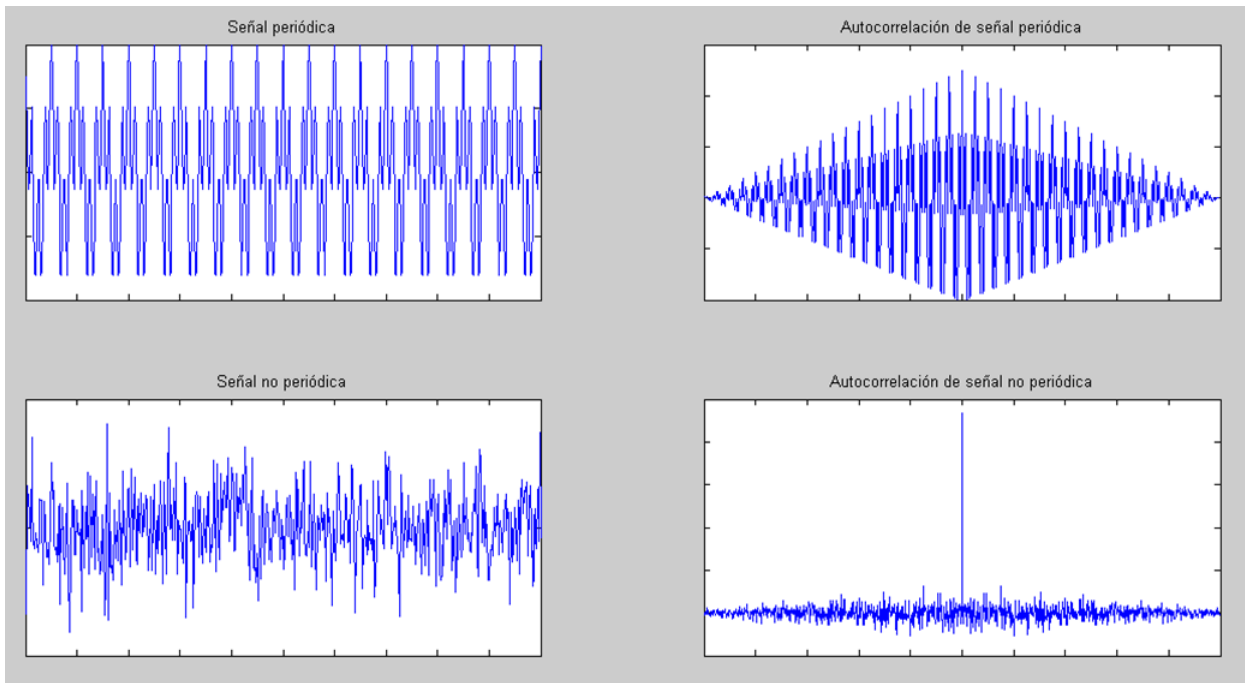 Señal periódica
Autocorrelación de señal periódica
Señal no periódica
Autocorrelación de señal no periódica